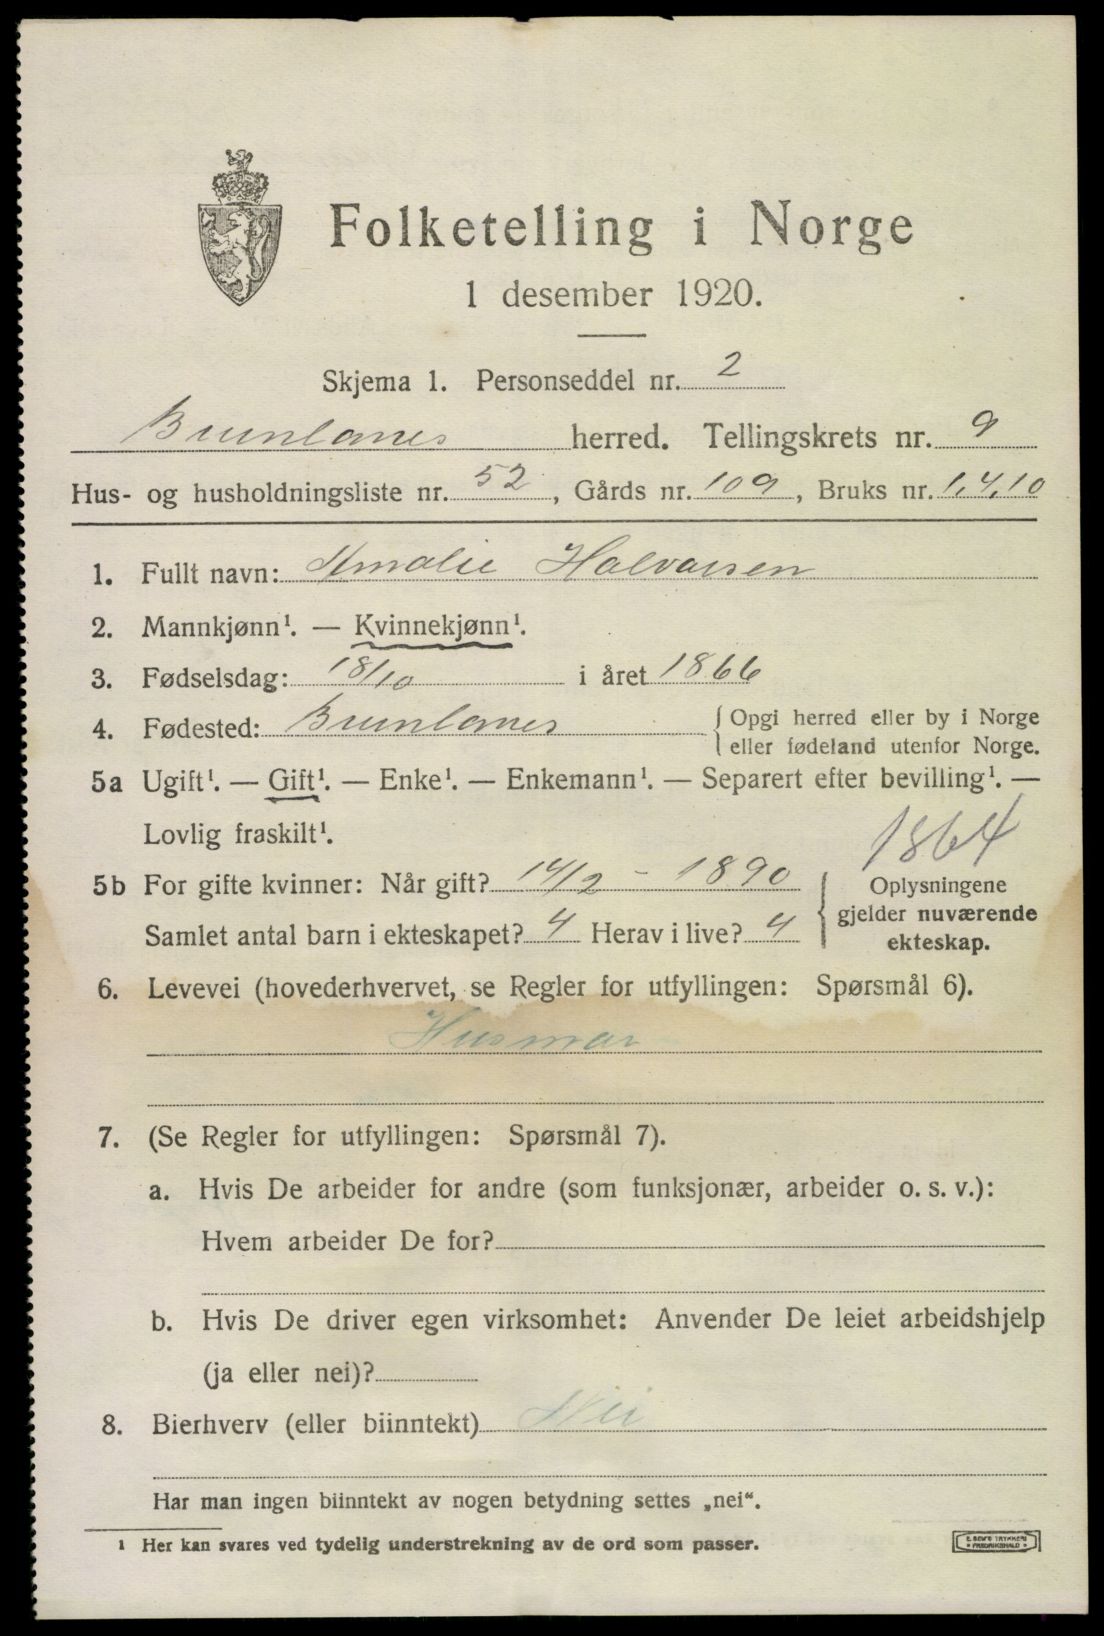 Folketelling i Norge
1 desember 1920.
Skjema 1. Personseddel nr. 2
Brunlanes herred. Tellingskrets nr. 9
Hus- og husholdningsliste nr. 52, Gårds nr. 109, Bruks nr. 1,4,10
1. Fullt navn: Amalie Halvorsen
2. Mannkjønn¹. — Kvinnekjønn¹.
3. Fødselsdag: 18/10 i året 1866
4. Fødested: Brunlanes { Opgi herred eller by i Norge
eller fødeland utenfor Norge.
5a Ugift¹. — Gift¹. — Enke¹. — Enkemann¹. — Separert efter bevilling¹. —
Lovlig fraskilt¹.
1864
5b For gifte kvinner: Når gift? 14/2 - 1890 { Oplysningene
gjelder nuværende
Samlet antal barn i ekteskapet? 4 Herav i live? 4
ekteskap.
6. Levevei (hovederhvervet, se Regler for utfyllingen: Spørsmål 6).
Husmor
7. (Se Regler for utfyllingen: Spørsmål 7).
a. Hvis De arbeider for andre (som funksjonær, arbeider o. s. v.):
Hvem arbeider De for?
b. Hvis De driver egen virksomhet: Anvender De leiet arbeidshjelp
(ja eller nei)?
8. Bierhverv (eller biinntekt) Nei
Har man ingen biinntekt av nogen betydning settes „nei“.
¹ Her kan svares ved tydelig understrekning av de ord som passer.
FREDRIKSHALD